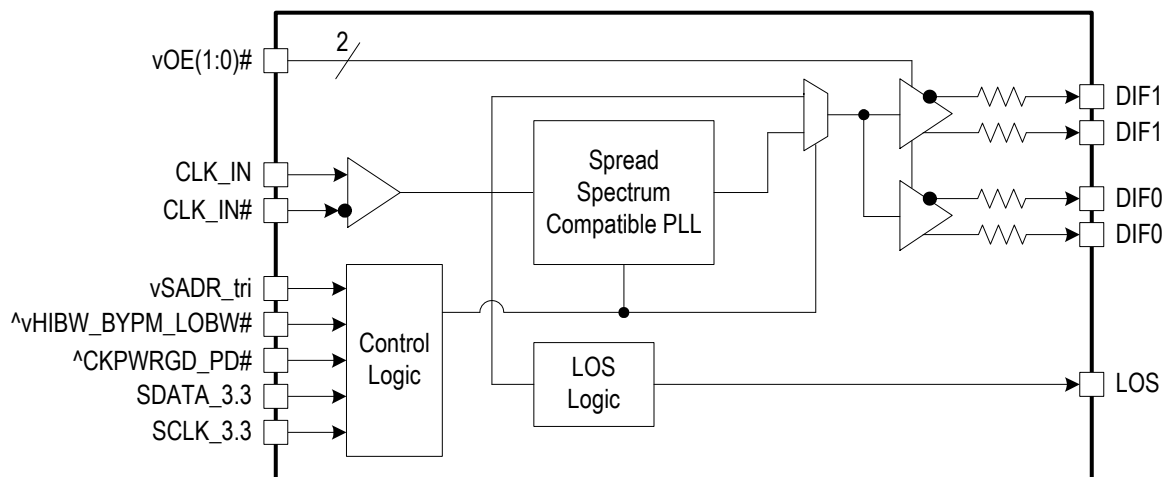 2
vOE(1:0)#
DIF1
DIF1
CLK_IN
CLK_IN#
Spread
Spectrum
Compatible PLL
DIF0
DIF0
vSADR_tri
^vHIBW_BYPM_LOBW#
^CKPWRGD_PD#
SDATA_3.3
SCLK_3.3
Control
Logic
LOS
Logic
LOS